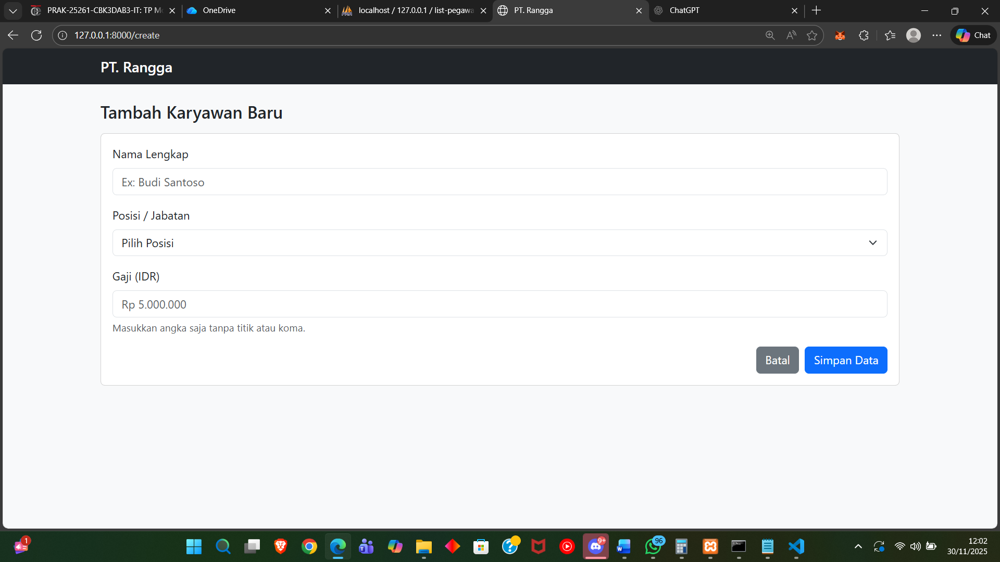 PRAK-25261-CBK3DAB3-IT: TP Mo
OneDrive
localhost / 127.0.0.1 / list-pegawa
PT. Rangga
ChatGPT
127.0.0.1:8000/create
Chat
PT. Rangga
Tambah Karyawan Baru
Nama Lengkap
Ex: Budi Santoso
Posisi / Jabatan
Pilih Posisi
Gaji (IDR)
Rp 5.000.000
Masukkan angka saja tanpa titik atau koma.
Batal
Simpan Data
1
9+
96
12:02
30/11/2025